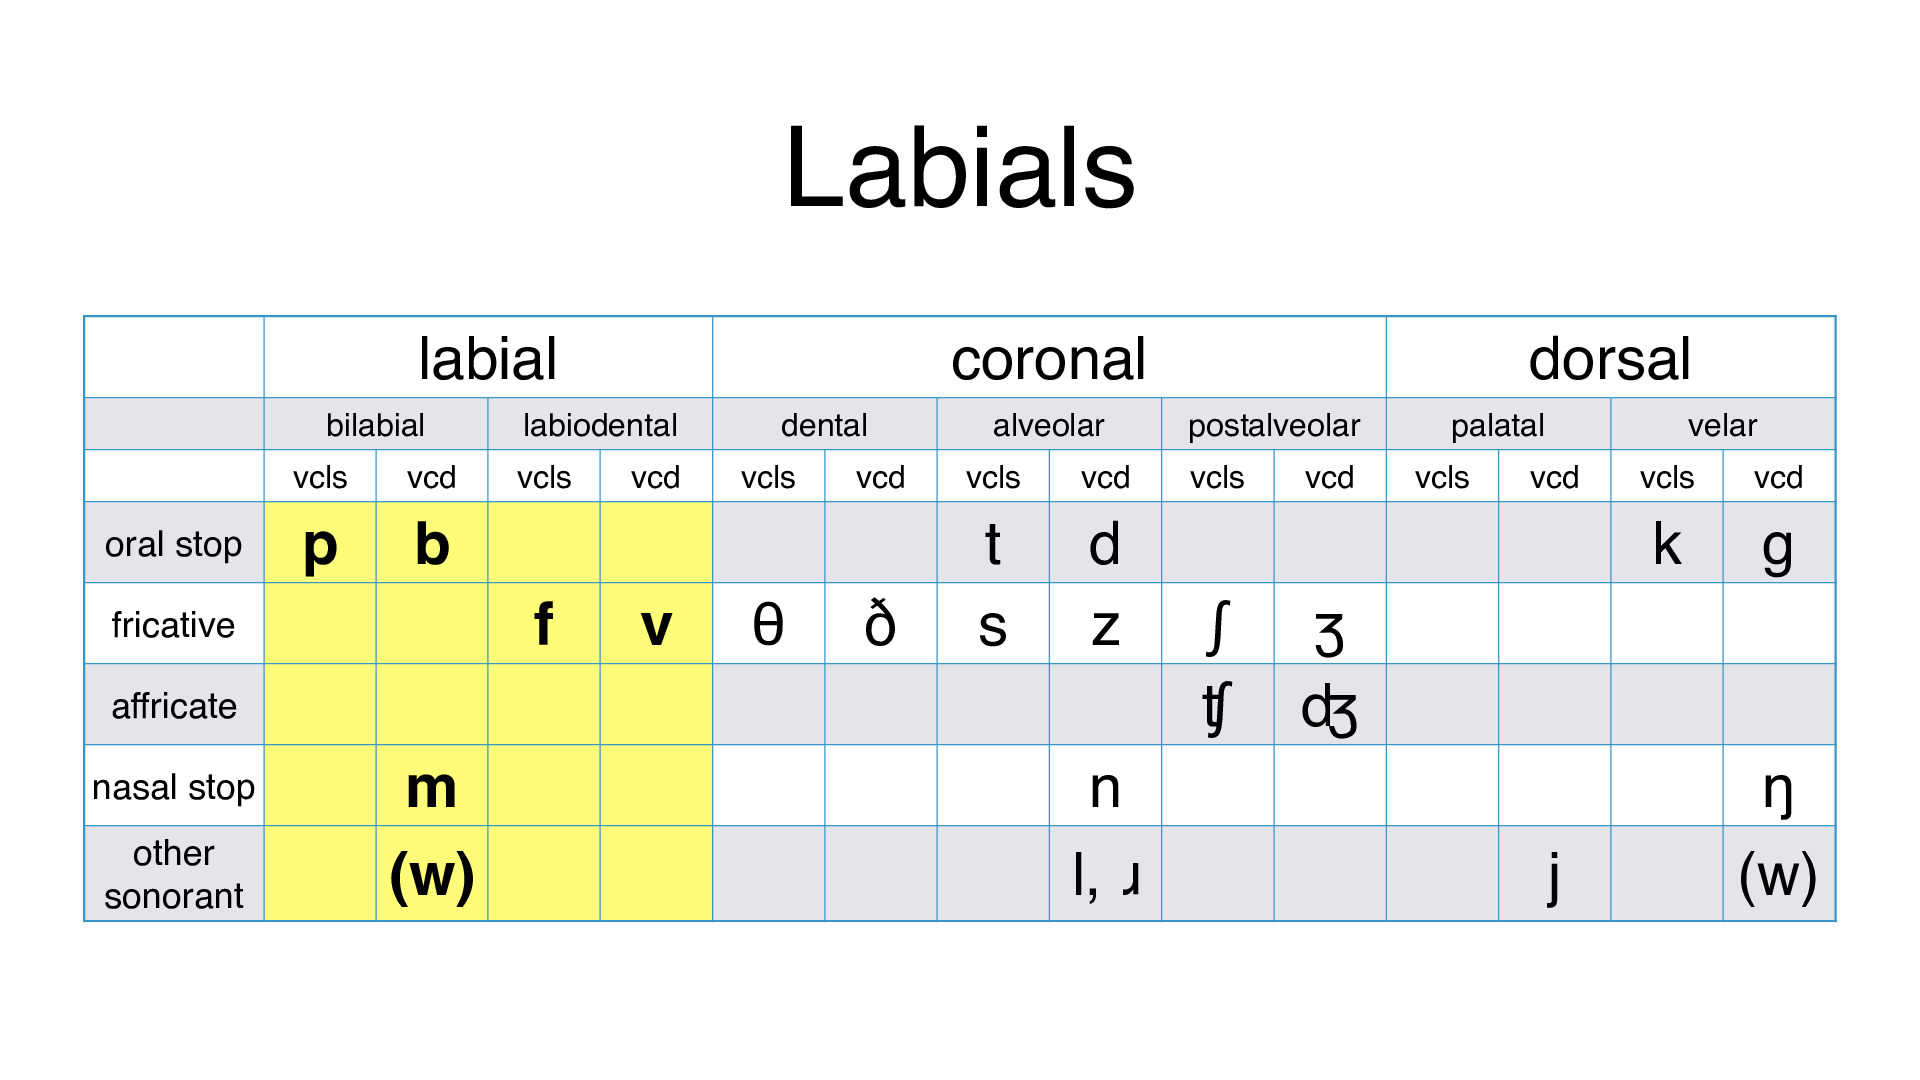 Labials
labial coronal dorsal
bilabial labiodental dental alveolar postalveolar palatal velar
vcls vcd vcls vcd vcls vcd vcls vcd vcls vcd vcls vcd vcls vcd
oral stop p b t d k g
fricative f v θ ð s z ʃ ʒ
affricate ʧ ʤ
nasal stop m n ŋ
other
sonorant (w) l, ɹ j (w)